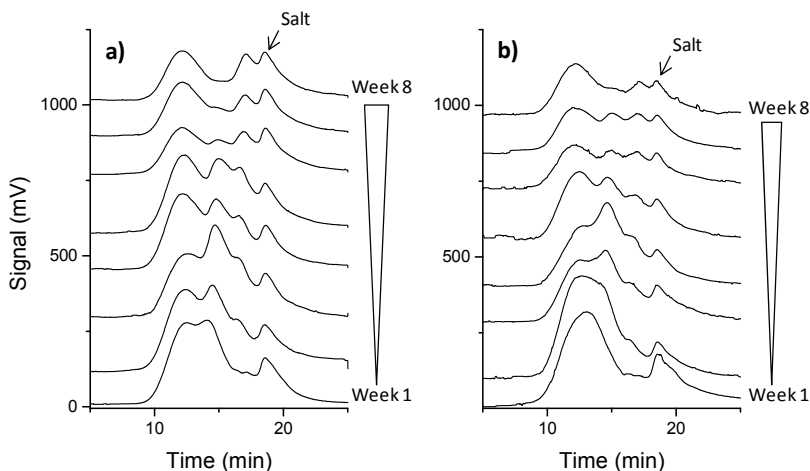 a)
Salt
Week 8
1000
500
0
Week 1
10
20
Time (min)
Signal (mV)
b)
Salt
Week 8
1000
500
Week 1
10
20
Time (min)